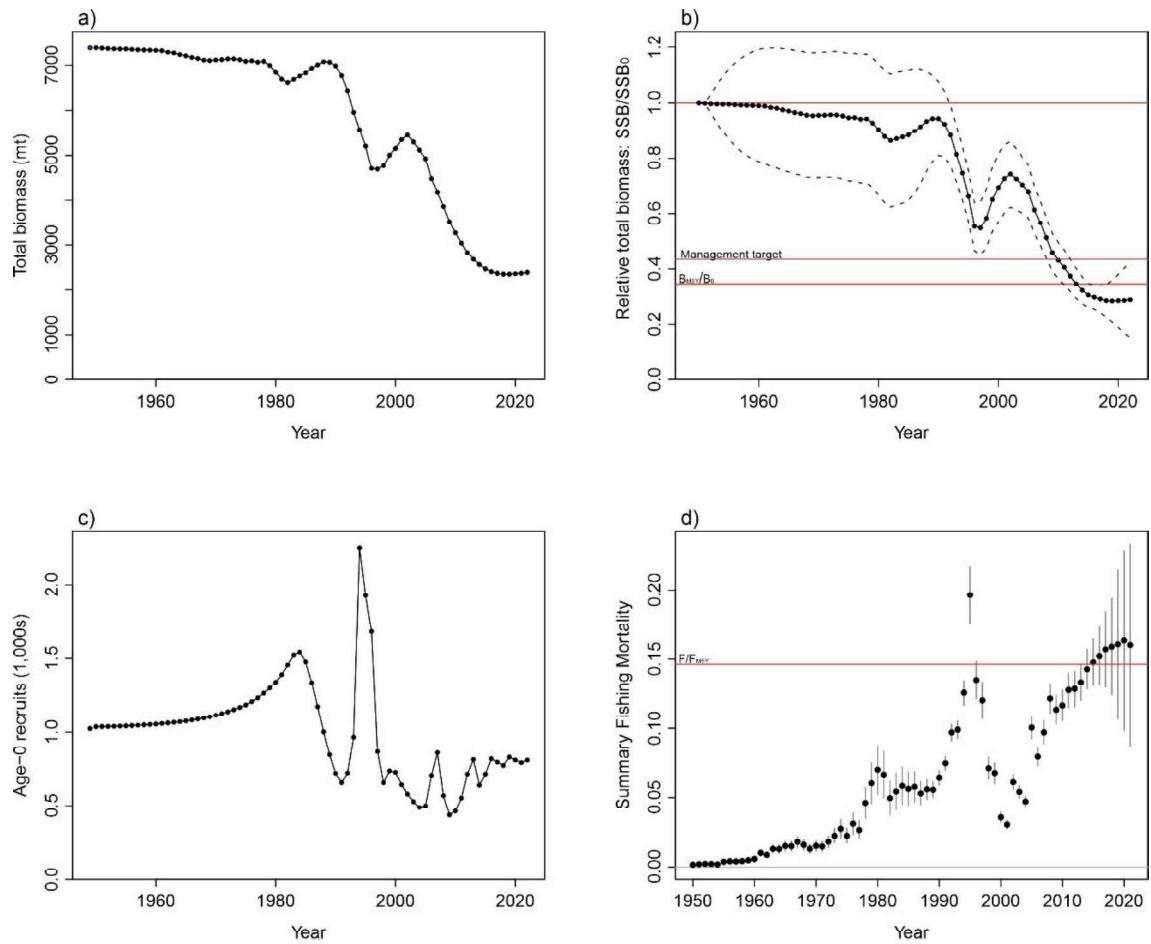 a)
Total biomass (mt)
7000
5000
3000
1000
0
1960
1980
2000
2020
Year
b)
Relative total biomass: SSB/SSB₀
1.2
1.0
0.8
0.6
0.4
0.2
0.0
Management target
BMSY/B0
1960
1980
2000
2020
Year
c)
Age-0 recruits (1,000s)
2.0
1.5
1.0
0.5
0.0
1960
1980
2000
2020
Year
d)
Summary Fishing Mortality
0.20
0.15
0.10
0.05
0.00
F/FMSY
1950
1960
1970
1980
1990
2000
2010
2020
Year